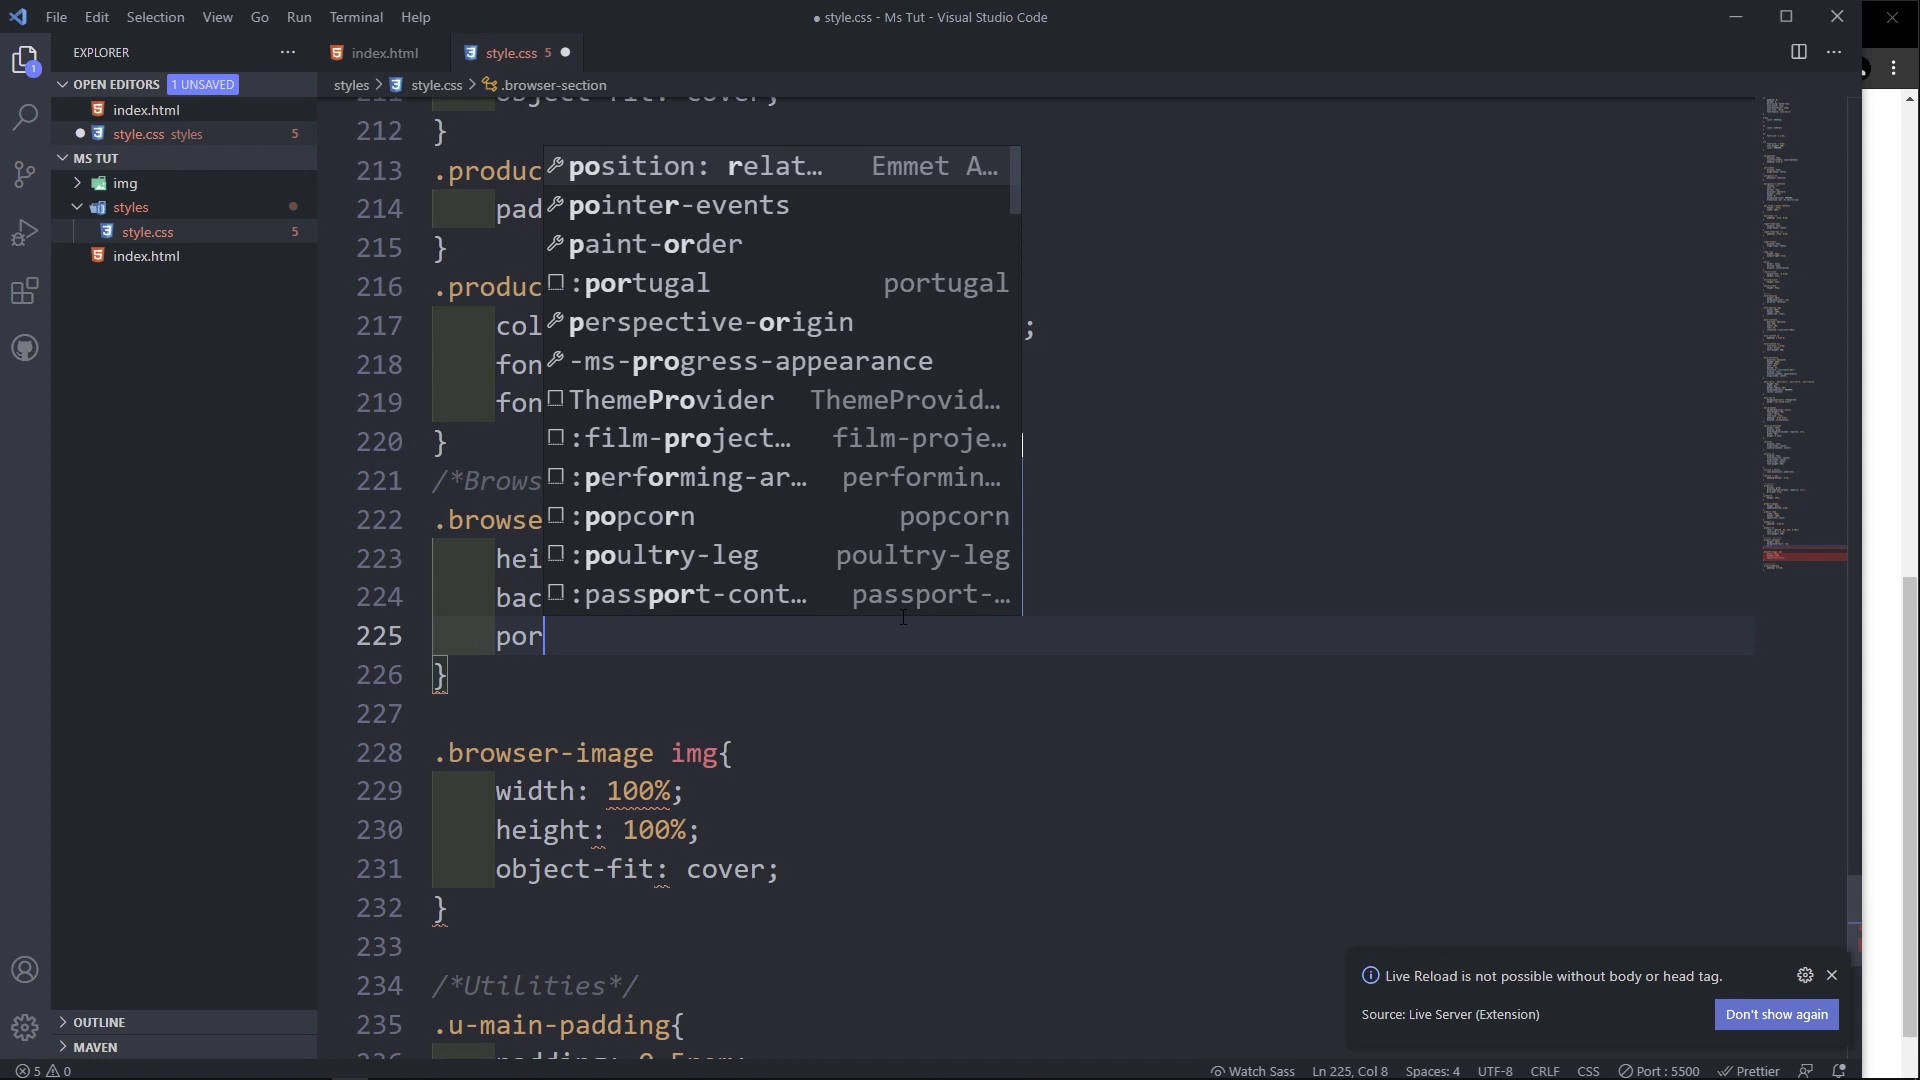 File Edit Selection View Go Run Terminal Help
● style.css - Ms Tut - Visual Studio Code
EXPLORER
index.html
style.css 5
OPEN EDITORS 1 UNSAVED
index.html
style.css styles 5
MS TUT
img
styles
style.css 5
index.html
OUTLINE
MAVEN
styles > style.css > .browser-section
object-fit: cover;
212 }
213 .produc
214 pad
215 }
216 .produc
217 col ;
218 fon
219 fon
220 }
221 /*Brows
222 .browse
223 hei
224 bac
225 por
226 }
227
228 .browser-image img{
229 width: 100%;
230 height: 100%;
231 object-fit: cover;
232 }
233
234 /*Utilities*/
235 .u-main-padding{
position: relat… Emmet A…
pointer-events
paint-order
:portugal portugal
perspective-origin
-ms-progress-appearance
ThemeProvider ThemeProvid…
:film-project… film-proje…
:performing-ar… performin…
:popcorn popcorn
:poultry-leg poultry-leg
:passport-cont… passport-…
Live Reload is not possible without body or head tag.
Source: Live Server (Extension)
Don't show again
5 0
Watch Sass Ln 225, Col 8 Spaces: 4 UTF-8 CRLF CSS Port : 5500 Prettier
1